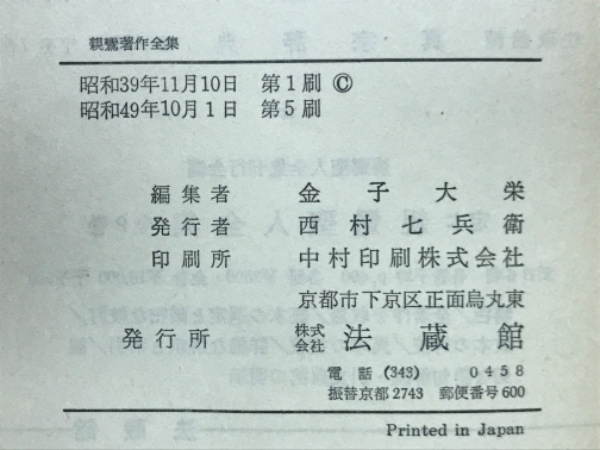 親鸞著作全集
昭和39年11月10日 第1刷 ©
昭和49年10月1日 第5刷
編集者 金子大栄
発行者 西村七兵衛
印刷所 中村印刷株式会社
京都市下京区正面烏丸東
発行所 株式会社 法蔵館
電話(343) 0458
振替京都2743 郵便番号600
Printed in Japan